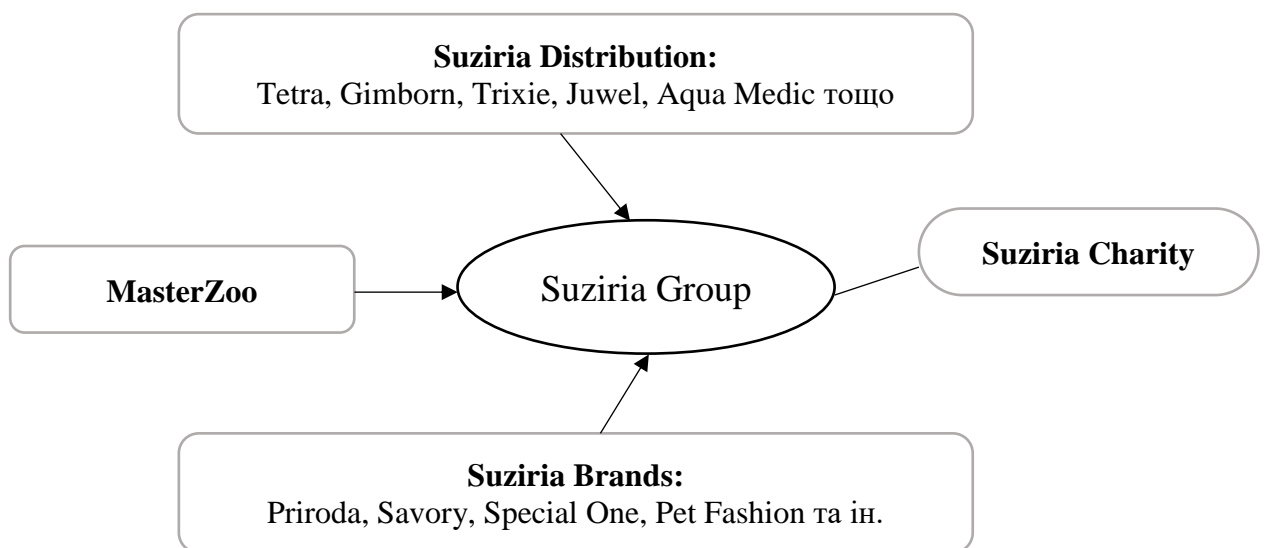 Suziria Distribution:
Tetra, Gimborn, Trixie, Juwel, Aqua Medic тощо
Suziria Charity
MasterZoo
Suziria Group
Suziria Brands:
Priroda, Savory, Special One, Pet Fashion та ін.